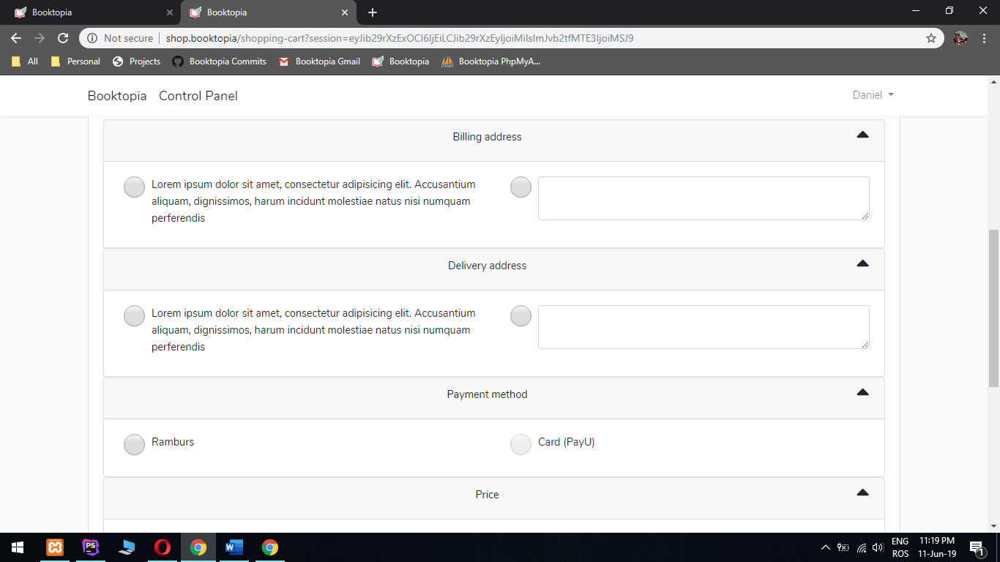 Booktopia
Booktopia
Not secure shop.booktopia/shopping-cart?session=eyJib29rXzExOCI6IjEiLCJib29rXzEyIjoiMiIsImJvb2tfMTE3IjoiMSJ9
All Personal Projects Booktopia Commits Booktopia Gmail Booktopia Booktopia PhpMyA...
Booktopia Control Panel Daniel
Billing address
Lorem ipsum dolor sit amet, consectetur adipisicing elit. Accusantium
aliquam, dignissimos, harum incidunt molestiae natus nisi numquam
perferendis
Delivery address
Lorem ipsum dolor sit amet, consectetur adipisicing elit. Accusantium
aliquam, dignissimos, harum incidunt molestiae natus nisi numquam
perferendis
Payment method
Ramburs Card (PayU)
Price
PS
W
ENG 11:19 PM
ROS 11-Jun-19
1